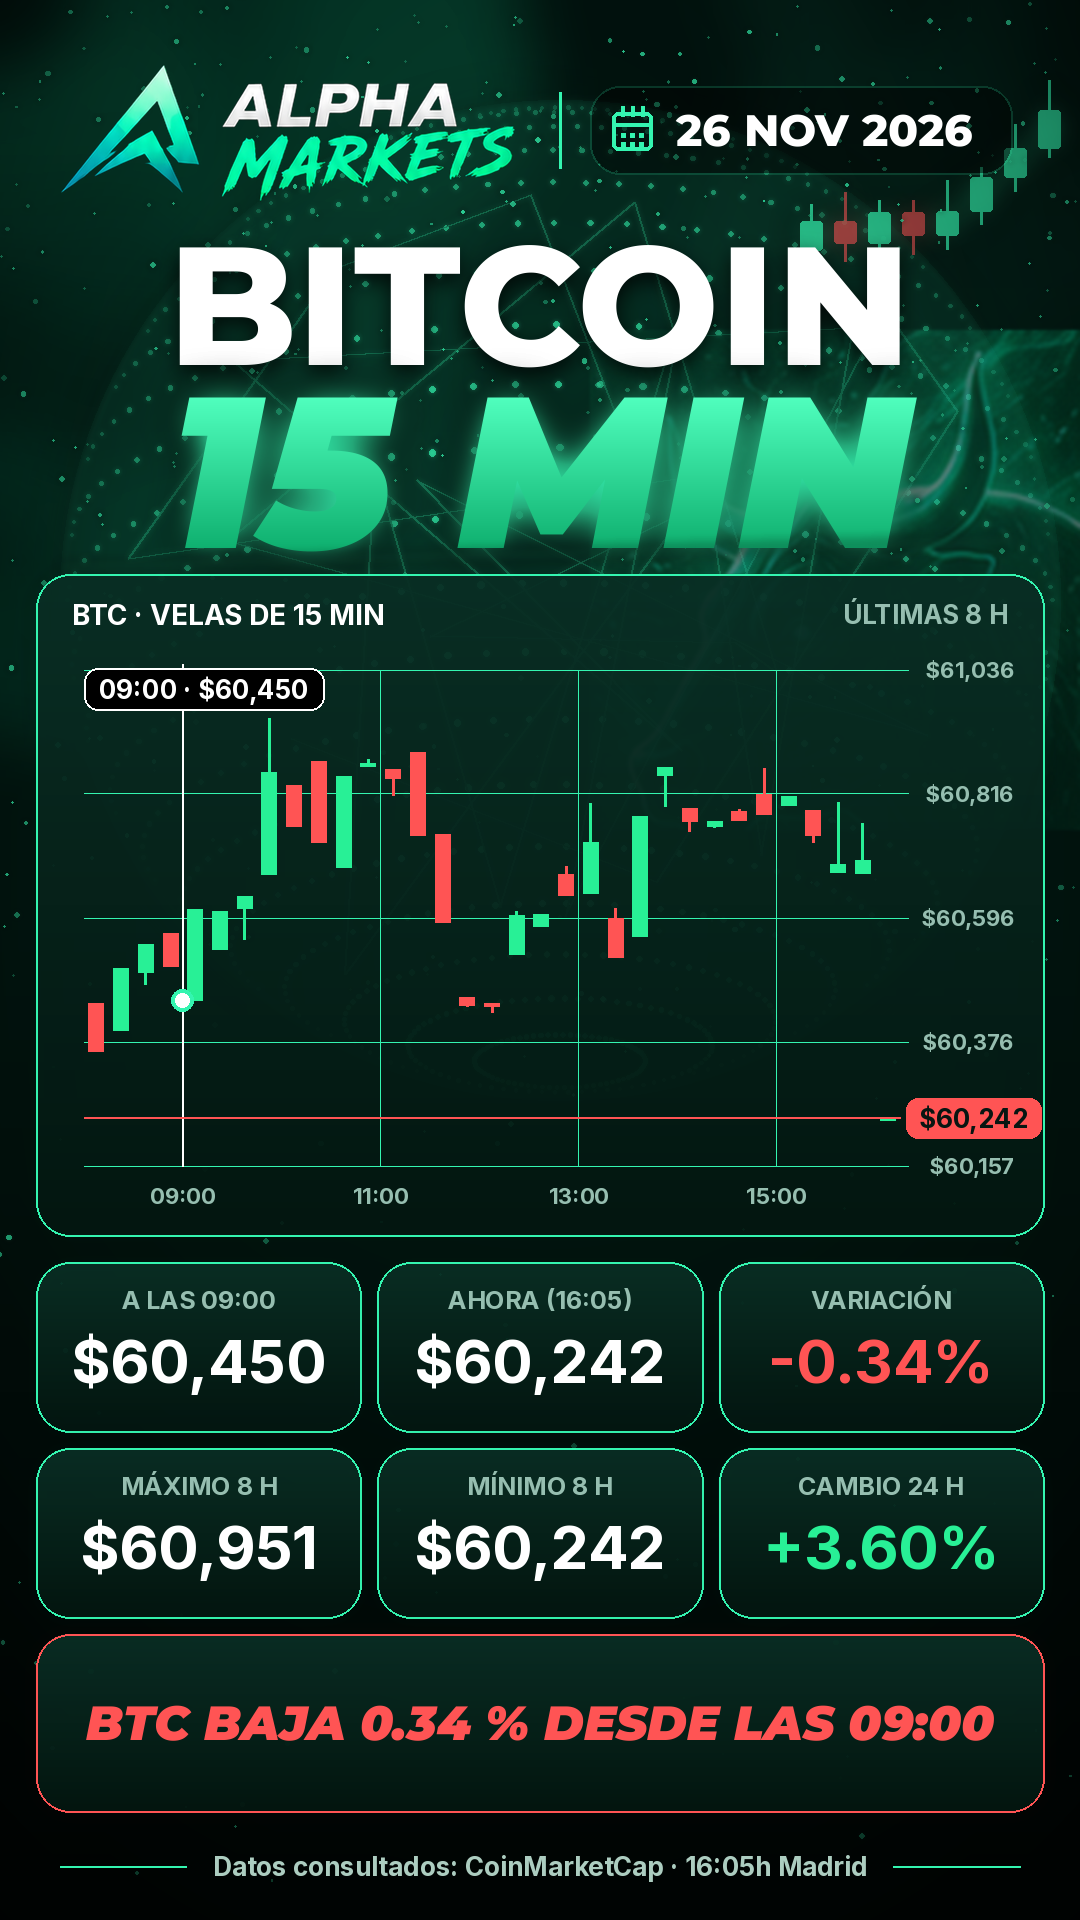 ALPHA
MARKETS
26 NOV 2026
BITCOIN
15 MIN
BTC · VELAS DE 15 MIN
ÚLTIMAS 8 H
09:00 · $60,450
$61,036
$60,816
$60,596
$60,376
$60,242
$60,157
09:00 11:00 13:00 15:00
A LAS 09:00
$60,450
AHORA (16:05)
$60,242
VARIACIÓN
-0.34%
MÁXIMO 8 H
$60,951
MÍNIMO 8 H
$60,242
CAMBIO 24 H
+3.60%
BTC BAJA 0.34 % DESDE LAS 09:00
Datos consultados: CoinMarketCap · 16:05h Madrid